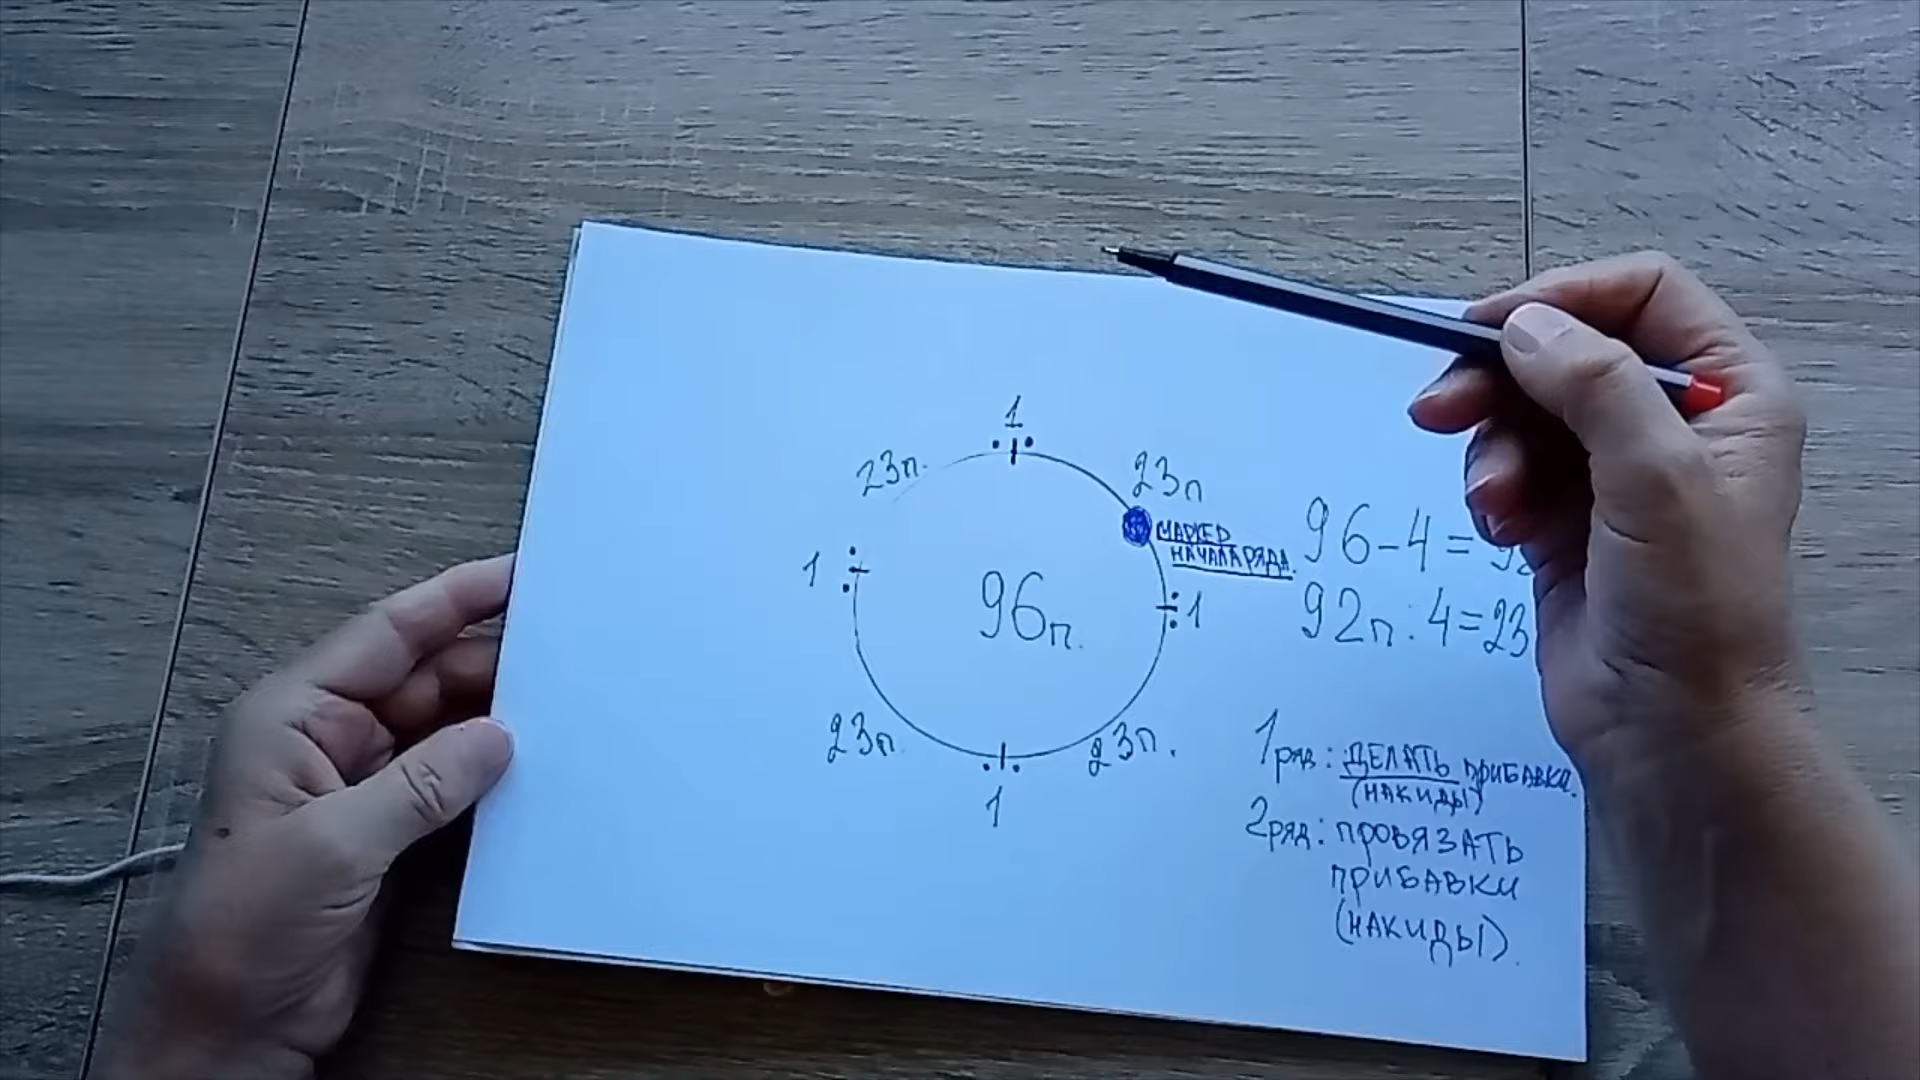 1
23п.
23п
МАРКЕР
НАЧАЛА РЯДА.
1
96п.
1
23п.
23п.
1
96-4=92
92п:4=23
1ряд: ДЕЛАТЬ ПРИБАВКИ.
(НАКИДЫ)
2ряд: ПРОВЯЗАТЬ
ПРИБАВКИ
(НАКИДЫ).